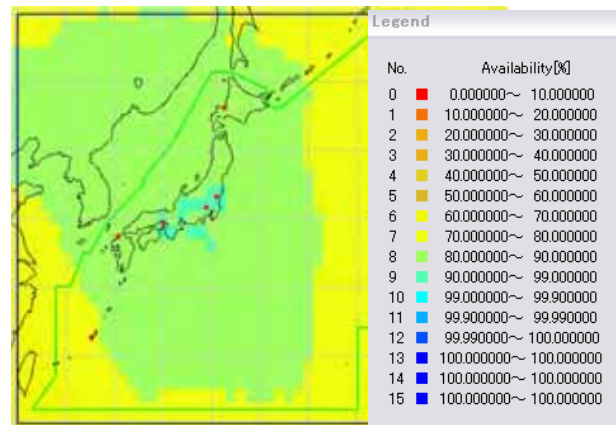 Legend
No. Availability[%]
0 0.000000～ 10.000000
1 10.000000～ 20.000000
2 20.000000～ 30.000000
3 30.000000～ 40.000000
4 40.000000～ 50.000000
5 50.000000～ 60.000000
6 60.000000～ 70.000000
7 70.000000～ 80.000000
8 80.000000～ 90.000000
9 90.000000～ 99.000000
10 99.000000～ 99.900000
11 99.900000～ 99.990000
12 99.990000～ 100.000000
13 100.000000～ 100.000000
14 100.000000～ 100.000000
15 100.000000～ 100.000000